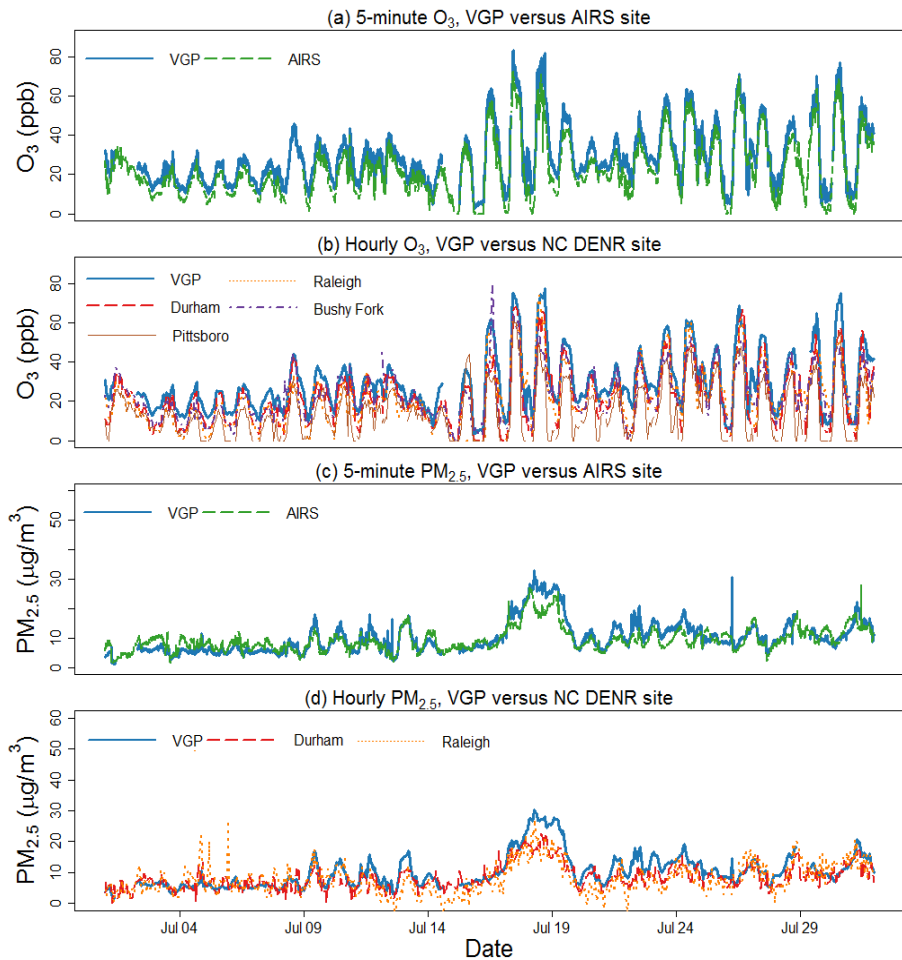 (a) 5-minute O3, VGP versus AIRS site
VGP AIRS
O3 (ppb)
80
60
40
20
0
(b) Hourly O3, VGP versus NC DENR site
VGP Raleigh
Durham Bushy Fork
Pittsboro
O3 (ppb)
80
60
40
20
0
(c) 5-minute PM2.5, VGP versus AIRS site
VGP AIRS
PM2.5 (μg/m3)
50
30
10
0
(d) Hourly PM2.5, VGP versus NC DENR site
VGP Durham Raleigh
PM2.5 (μg/m3)
60
50
40
30
20
10
0
Jul 04 Jul 09 Jul 14 Jul 19 Jul 24 Jul 29
Date